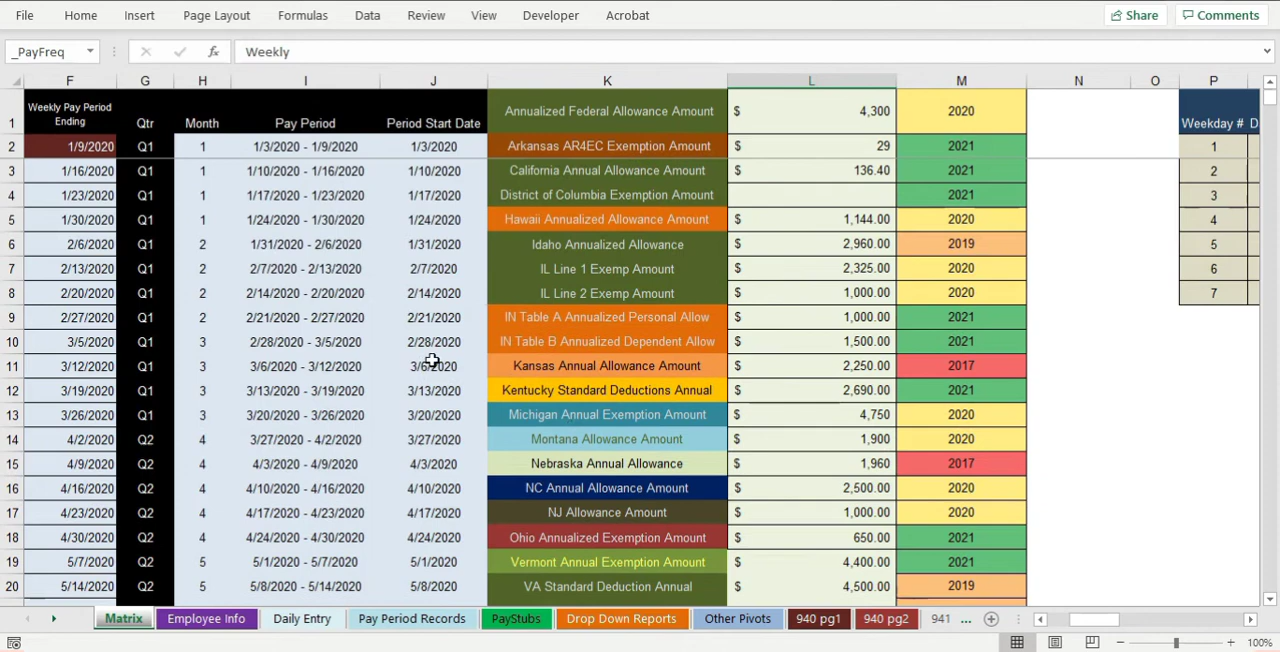 File Home Insert Page Layout Formulas Data Review View Developer Acrobat Share Comments
_PayFreq fx Weekly
F G H I J K L M N O P
1 Weekly Pay Period Ending Qtr Month Pay Period Period Start Date Annualized Federal Allowance Amount $ 4,300 2020 Weekday # D
2 1/9/2020 Q1 1 1/3/2020 - 1/9/2020 1/3/2020 Arkansas AR4EC Exemption Amount $ 29 2021 1
3 1/16/2020 Q1 1 1/10/2020 - 1/16/2020 1/10/2020 California Annual Allowance Amount $ 136.40 2021 2
4 1/23/2020 Q1 1 1/17/2020 - 1/23/2020 1/17/2020 District of Columbia Exemption Amount 2021 3
5 1/30/2020 Q1 1 1/24/2020 - 1/30/2020 1/24/2020 Hawaii Annualized Allowance Amount $ 1,144.00 2020 4
6 2/6/2020 Q1 2 1/31/2020 - 2/6/2020 1/31/2020 Idaho Annualized Allowance $ 2,960.00 2019 5
7 2/13/2020 Q1 2 2/7/2020 - 2/13/2020 2/7/2020 IL Line 1 Exemp Amount $ 2,325.00 2020 6
8 2/20/2020 Q1 2 2/14/2020 - 2/20/2020 2/14/2020 IL Line 2 Exemp Amount $ 1,000.00 2020 7
9 2/27/2020 Q1 2 2/21/2020 - 2/27/2020 2/21/2020 IN Table A Annualized Personal Allow $ 1,000.00 2021
10 3/5/2020 Q1 3 2/28/2020 - 3/5/2020 2/28/2020 IN Table B Annualized Dependent Allow $ 1,500.00 2021
11 3/12/2020 Q1 3 3/6/2020 - 3/12/2020 3/6/2020 Kansas Annual Allowance Amount $ 2,250.00 2017
12 3/19/2020 Q1 3 3/13/2020 - 3/19/2020 3/13/2020 Kentucky Standard Deductions Annual $ 2,690.00 2021
13 3/26/2020 Q1 3 3/20/2020 - 3/26/2020 3/20/2020 Michigan Annual Exemption Amount $ 4,750 2020
14 4/2/2020 Q2 4 3/27/2020 - 4/2/2020 3/27/2020 Montana Allowance Amount $ 1,900 2020
15 4/9/2020 Q2 4 4/3/2020 - 4/9/2020 4/3/2020 Nebraska Annual Allowance $ 1,960 2017
16 4/16/2020 Q2 4 4/10/2020 - 4/16/2020 4/10/2020 NC Annual Allowance Amount $ 2,500.00 2020
17 4/23/2020 Q2 4 4/17/2020 - 4/23/2020 4/17/2020 NJ Allowance Amount $ 1,000.00 2020
18 4/30/2020 Q2 4 4/24/2020 - 4/30/2020 4/24/2020 Ohio Annualized Exemption Amount $ 650.00 2021
19 5/7/2020 Q2 5 5/1/2020 - 5/7/2020 5/1/2020 Vermont Annual Exemption Amount $ 4,400.00 2021
20 5/14/2020 Q2 5 5/8/2020 - 5/14/2020 5/8/2020 VA Standard Deduction Annual $ 4,500.00 2019
Matrix Employee Info Daily Entry Pay Period Records PayStubs Drop Down Reports Other Pivots 940 pg1 940 pg2 941 ...
100%